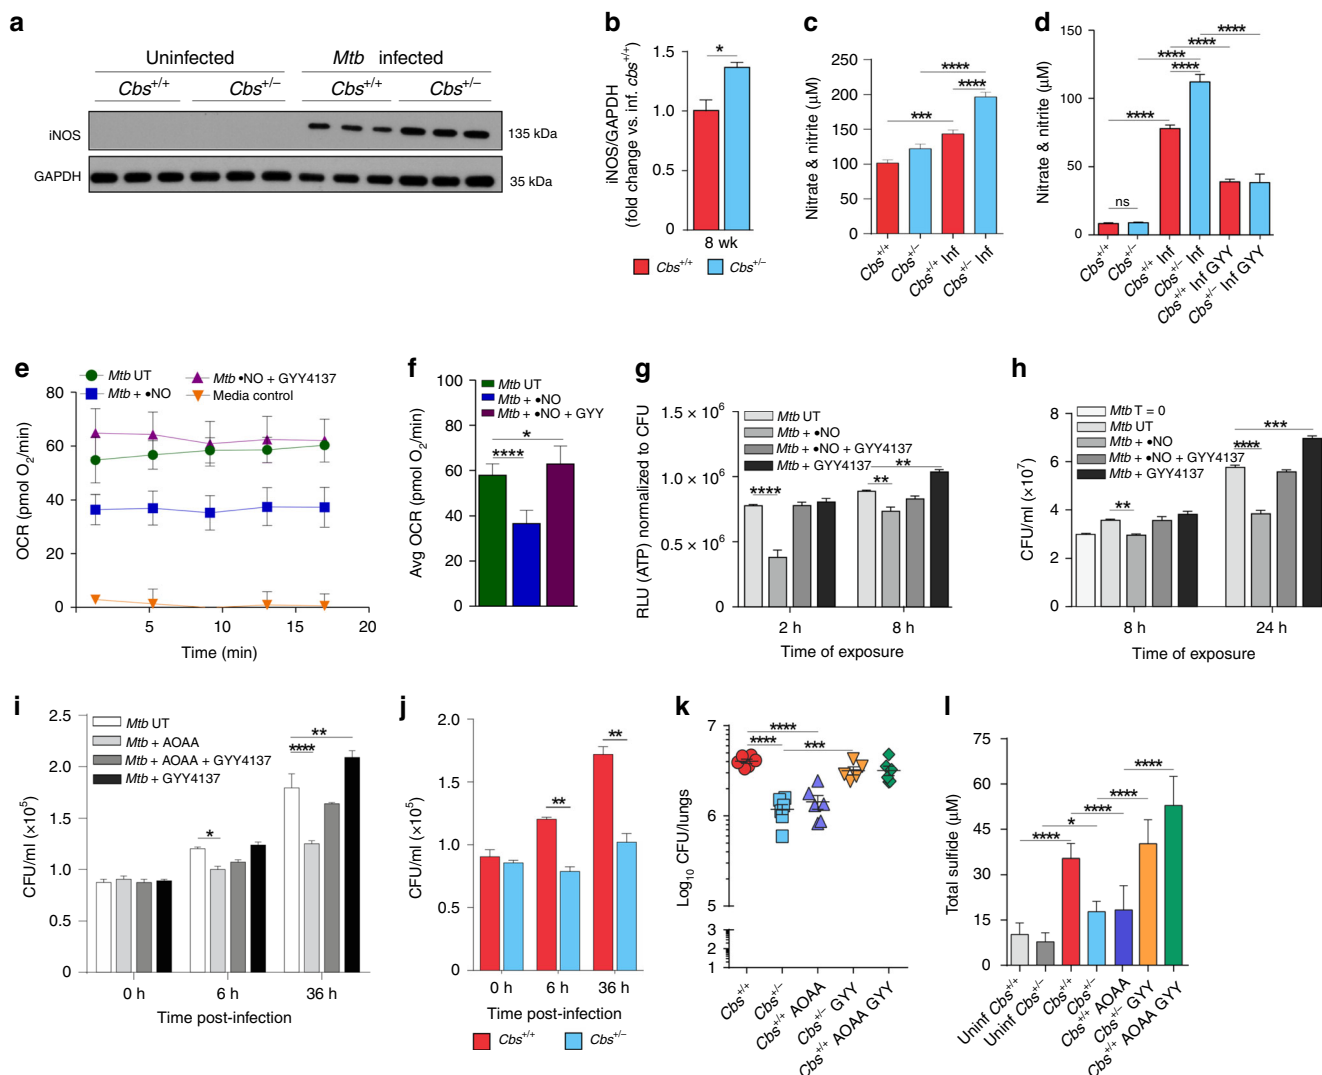 a
Uninfected
Mtb infected
Cbs+/+
Cbs+/−
Cbs+/+
Cbs+/−
iNOS
135 kDa
GAPDH
35 kDa
b
iNOS/GAPDH
(fold change vs. inf. cbs+/+)
1.5
1.0
0.5
0
*
8 wk
Cbs+/+
Cbs+/−
c
Nitrate & nitrite (μM)
250
200
150
100
50
0
****
****
***
Cbs+/+
Cbs+/−
Cbs+/+ Inf
Cbs+/− Inf
d
Nitrate & nitrite (μM)
150
100
50
0
****
****
****
****
****
ns
Cbs+/+
Cbs+/−
Cbs+/+ Inf
Cbs+/− Inf
Cbs+/+ Inf GYY
Cbs+/− Inf GYY
e
Mtb UT
Mtb + •NO
Mtb •NO + GYY4137
Media control
OCR (pmol O2/min)
80
60
40
20
0
5
10
15
20
Time (min)
f
Avg OCR (pmol O2/min)
100
80
60
40
20
0
Mtb UT
Mtb + •NO
Mtb + •NO + GYY
*
****
g
RLU (ATP) normalized to CFU
1.5 × 10^6
1.0 × 10^6
0.5 × 10^6
0
Mtb UT
Mtb + •NO
Mtb + •NO + GYY4137
Mtb + GYY4137
****
**
**
2 h
8 h
Time of exposure
h
CFU/ml (×10^7)
8
6
4
2
0
Mtb T = 0
Mtb UT
Mtb + •NO
Mtb + •NO + GYY4137
Mtb + GYY4137
**
****
***
8 h
24 h
Time of exposure
i
CFU/ml (×10^5)
2.5
2.0
1.5
1.0
0.5
0
Mtb UT
Mtb + AOAA
Mtb + AOAA + GYY4137
Mtb + GYY4137
*
****
**
0 h
6 h
36 h
Time post-infection
j
CFU/ml (×10^5)
2.0
1.5
1.0
0.5
0
**
**
0 h
6 h
36 h
Time post-infection
Cbs+/+
Cbs+/−
k
Log10 CFU/lungs
7
6
5
3
2
1
****
****
***
Cbs+/+
Cbs+/−
Cbs+/+ AOAA
Cbs+/− GYY
Cbs+/+ AOAA GYY
l
Total sulfide (μM)
75
60
45
30
15
0
****
*
****
****
****
Uninf Cbs+/+
Uninf Cbs+/−
Cbs+/+
Cbs+/−
Cbs+/+ AOAA
Cbs+/− GYY
Cbs+/+ AOAA GYY